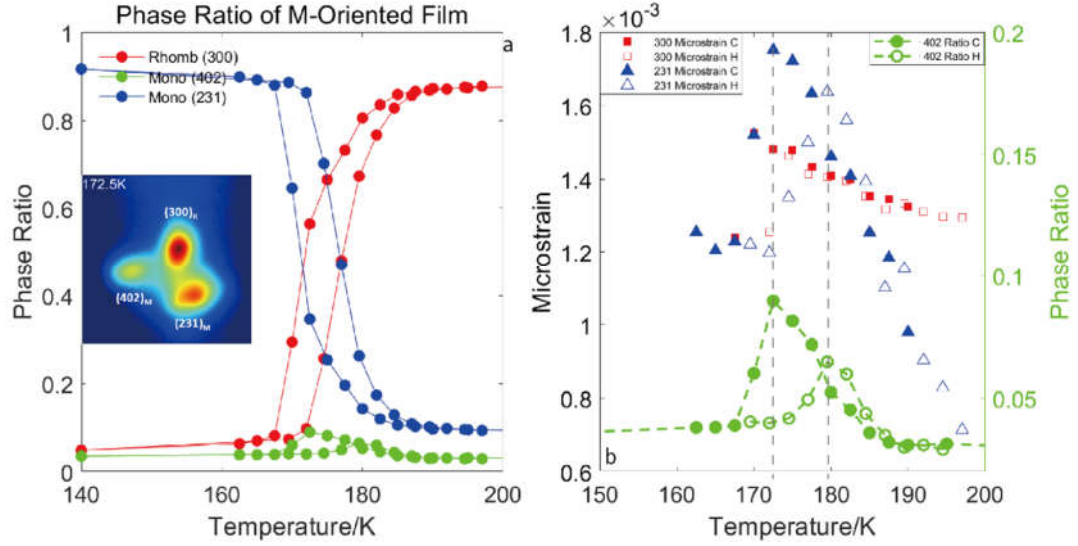 Phase Ratio of M-Oriented Film
a
Rhomb (300)
Mono (402)
Mono (231)
1
0.8
0.6
0.4
0.2
0
Phase Ratio
172.5K
(300)R
(402)M
(231)M
140
160
180
200
Temperature/K
×10⁻³
300 Microstrain C
300 Microstrain H
231 Microstrain C
231 Microstrain H
402 Ratio C
402 Ratio H
1.8
1.6
1.4
1.2
1
0.8
0.6
Microstrain
0.2
0.15
0.1
0.05
Phase Ratio
b
150
160
170
180
190
200
Temperature/K